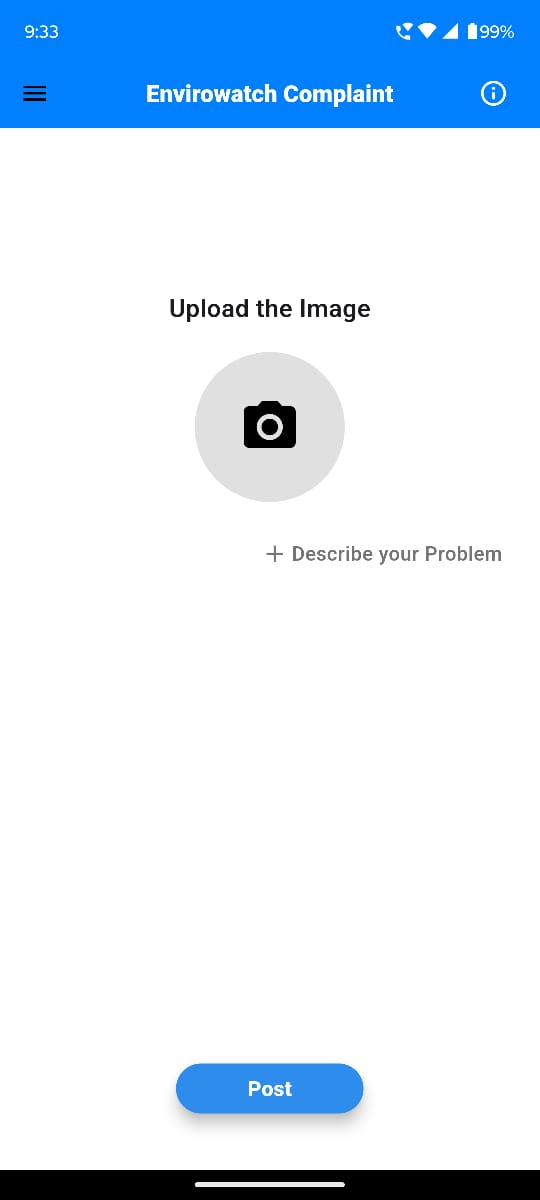 9:33
99%
Envirowatch Complaint
Upload the Image
+ Describe your Problem
Post